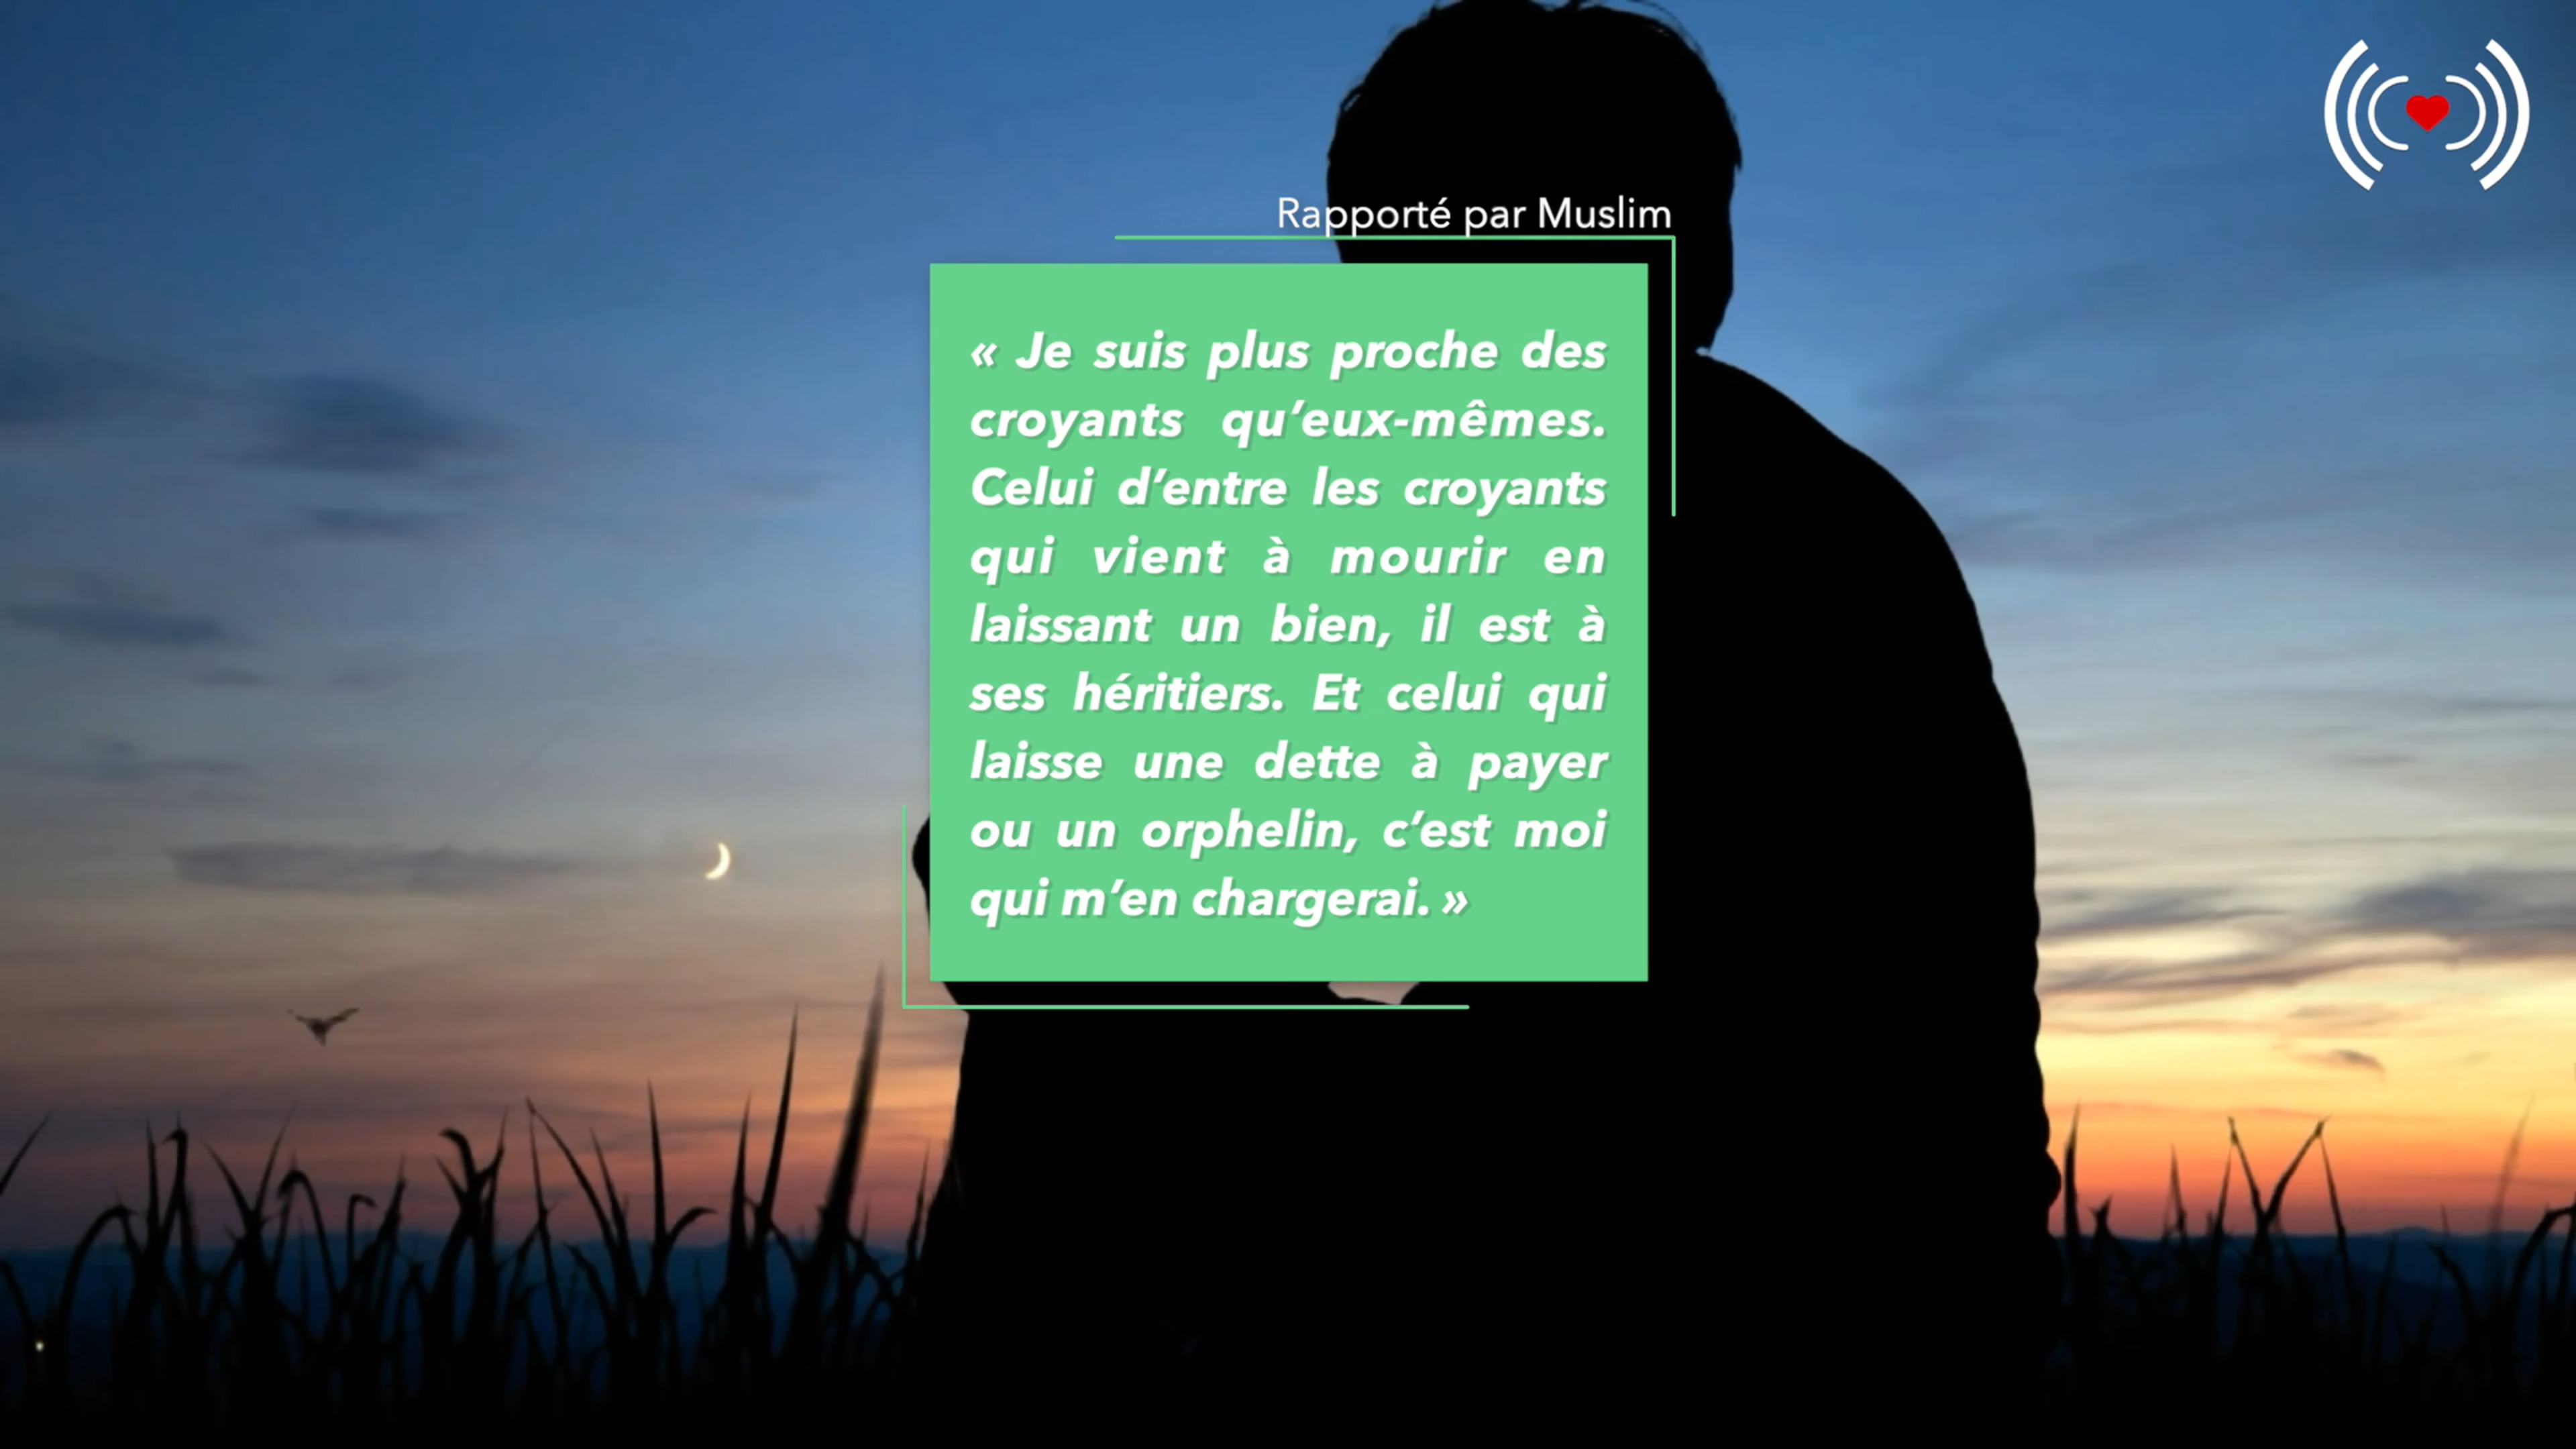 Rapporté par Muslim
« Je suis plus proche des
croyants qu’eux-mêmes.
Celui d’entre les croyants
qui vient à mourir en
laissant un bien, il est à
ses héritiers. Et celui qui
laisse une dette à payer
ou un orphelin, c’est moi
qui m’en chargerai. »